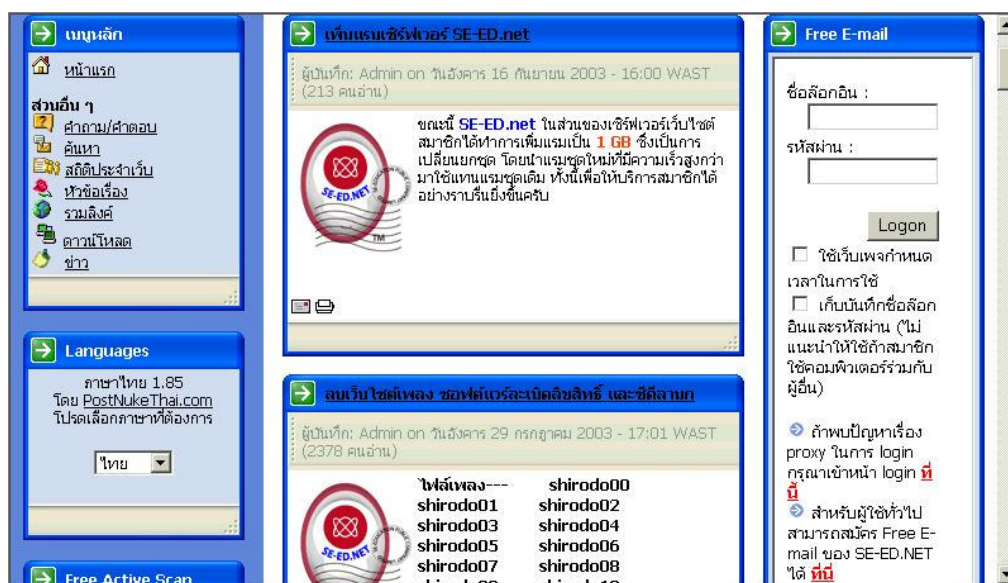 เมนูหลัก
หน้าแรก
ส่วนอื่น ๆ
คำถาม/คำตอบ
ค้นหา
สถิติประจำเว็บ
หัวข้อเรื่อง
รวมลิงค์
ดาวน์โหลด
ข่าว
Languages
ภาษาไทย 1.85
โดย PostNukeThai.com
โปรดเลือกภาษาที่ต้องการ
ไทย
Free Active Scan
เพิ่มแรมเซิร์ฟเวอร์ SE-ED.net
ผู้บันทึก: Admin on วันอังคาร 16 กันยายน 2003 - 16:00 WAST
(213 คนอ่าน)
SE-ED.NET
TM
ขณะนี้ SE-ED.net ในส่วนของเซิร์ฟเวอร์เว็บไซต์
สมาชิกได้ทำการเพิ่มแรมเป็น 1 GB ซึ่งเป็นการ
เปลี่ยนยกชุด โดยนำแรมชุดใหม่ที่มีความเร็วสูงกว่า
มาใช้แทนแรมชุดเดิม ทั้งนี้เพื่อให้บริการสมาชิกได้
อย่างราบรื่นยิ่งขึ้นครับ
ลบเว็บไซต์เพลง ซอฟต์แวร์ละเมิดลิขสิทธิ์ และซีดีลามก
ผู้บันทึก: Admin on วันอังคาร 29 กรกฎาคม 2003 - 17:01 WAST
(2378 คนอ่าน)
SE-ED.NET
ไฟล์เพลง--- shirodo00
shirodo01 shirodo02
shirodo03 shirodo04
shirodo05 shirodo06
shirodo07 shirodo08
Free E-mail
ชื่อล๊อกอิน :
รหัสผ่าน :
Logon
ใช้เว็บเพจกำหนด
เวลาในการใช้
เก็บบันทึกชื่อล๊อก
อินและรหัสผ่าน (ไม่
แนะนำให้ใช้ถ้าสมาชิก
ใช้คอมพิวเตอร์ร่วมกับ
ผู้อื่น)
ถ้าพบปัญหาเรื่อง
proxy ในการ login
กรุณาเข้าหน้า login ที่
นี่
สำหรับผู้ใช้ทั่วไป
สามารถสมัคร Free E-
mail ของ SE-ED.NET
ได้ ที่นี่